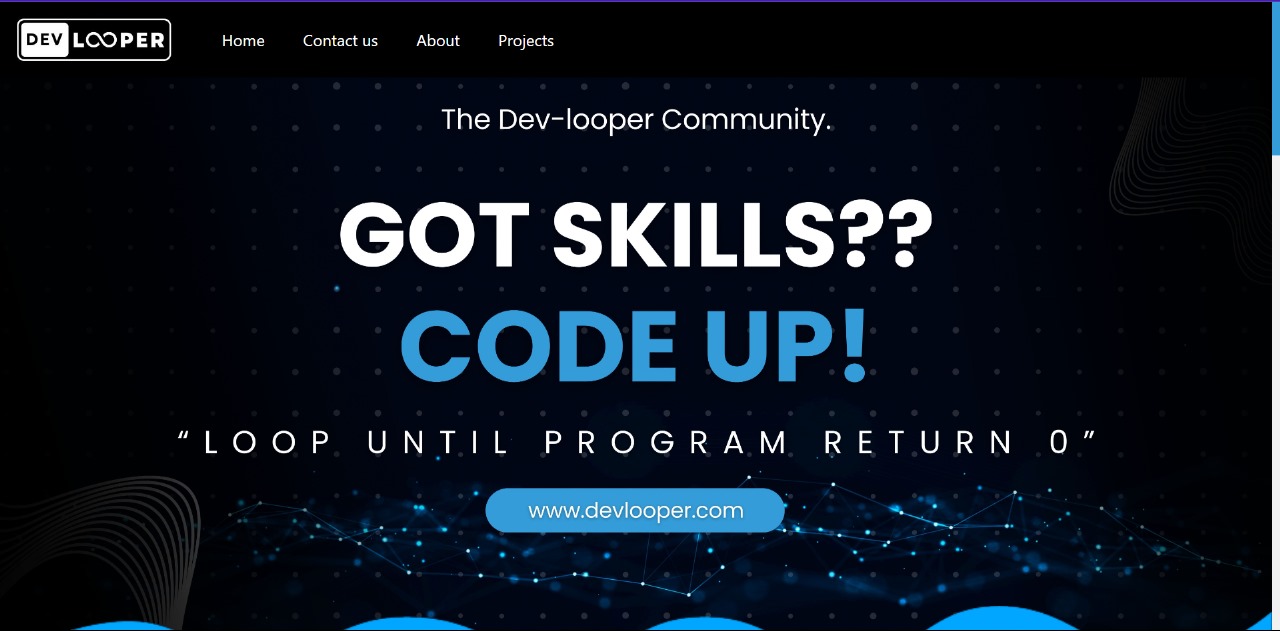 DEV LOOPER
Home
Contact us
About
Projects
The Dev-looper Community.
GOT SKILLS??
CODE UP!
“LOOP UNTIL PROGRAM RETURN 0”
www.devlooper.com